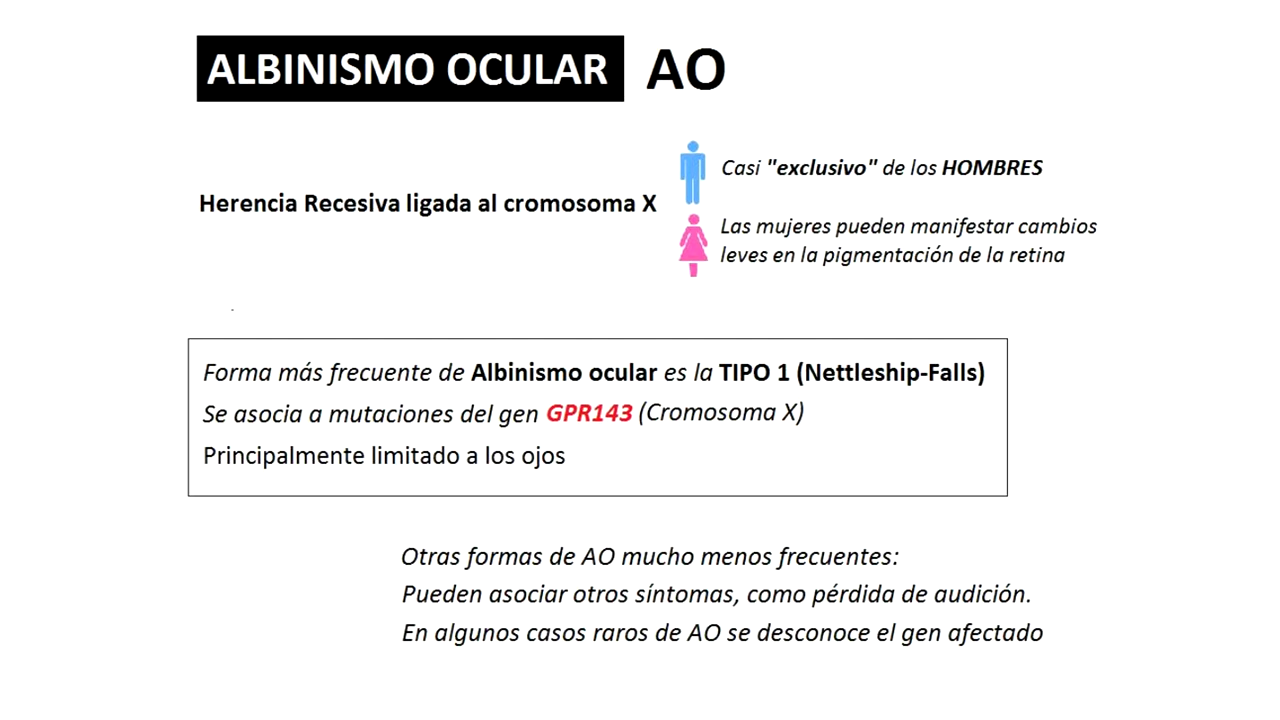 ALBINISMO OCULAR AO
Herencia Recesiva ligada al cromosoma X
Casi "exclusivo" de los HOMBRES
Las mujeres pueden manifestar cambios
leves en la pigmentación de la retina
Forma más frecuente de Albinismo ocular es la TIPO 1 (Nettleship-Falls)
Se asocia a mutaciones del gen GPR143 (Cromosoma X)
Principalmente limitado a los ojos
Otras formas de AO mucho menos frecuentes:
Pueden asociar otros síntomas, como pérdida de audición.
En algunos casos raros de AO se desconoce el gen afectado